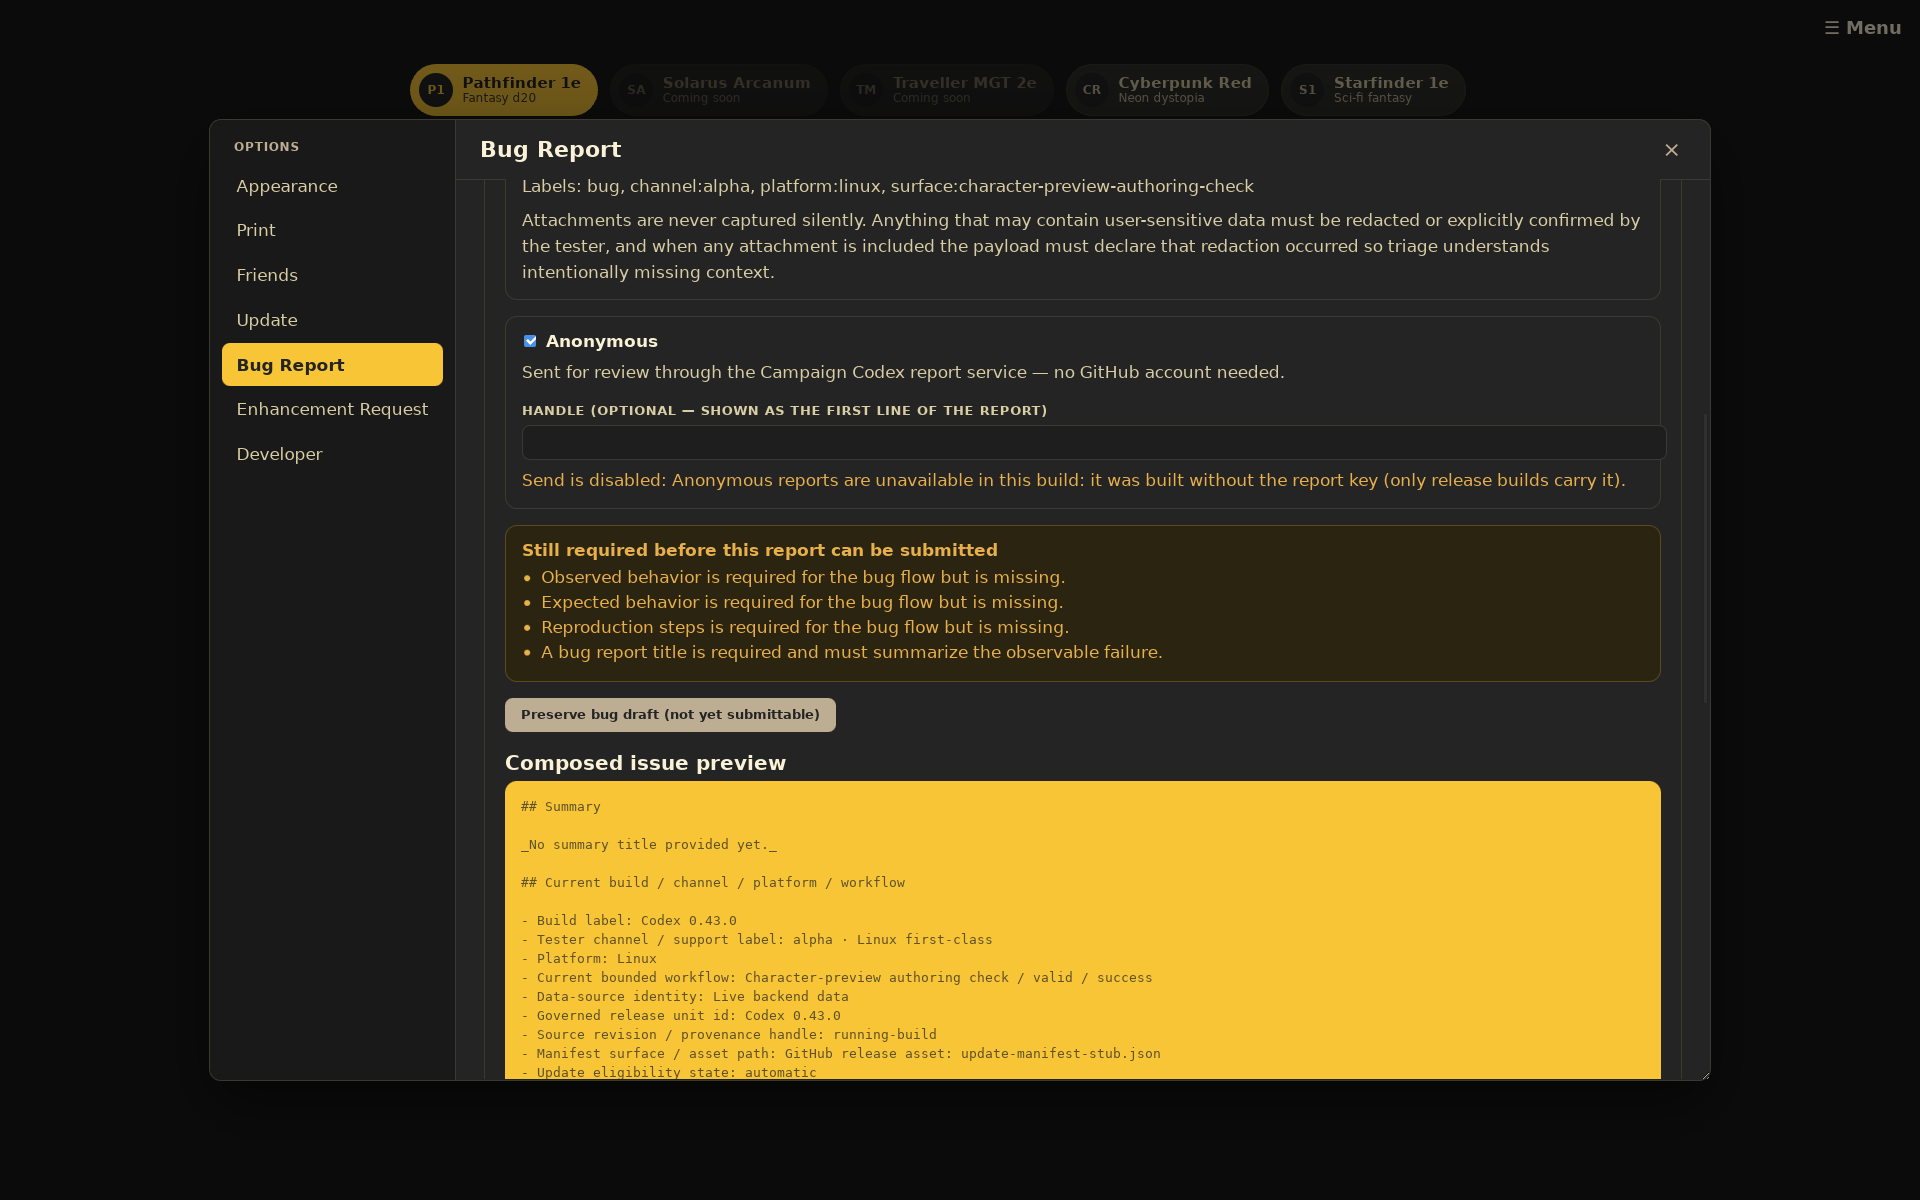 ☰ Menu
P1 Pathfinder 1e
Fantasy d20
SA Solarus Arcanum
Coming soon
TM Traveller MGT 2e
Coming soon
CR Cyberpunk Red
Neon dystopia
S1 Starfinder 1e
Sci-fi fantasy
OPTIONS
Appearance
Print
Friends
Update
Bug Report
Enhancement Request
Developer
Bug Report
×
Labels: bug, channel:alpha, platform:linux, surface:character-preview-authoring-check
Attachments are never captured silently. Anything that may contain user-sensitive data must be redacted or explicitly confirmed by
the tester, and when any attachment is included the payload must declare that redaction occurred so triage understands
intentionally missing context.
Anonymous
Sent for review through the Campaign Codex report service — no GitHub account needed.
HANDLE (OPTIONAL — SHOWN AS THE FIRST LINE OF THE REPORT)
Send is disabled: Anonymous reports are unavailable in this build: it was built without the report key (only release builds carry it).
Still required before this report can be submitted
• Observed behavior is required for the bug flow but is missing.
• Expected behavior is required for the bug flow but is missing.
• Reproduction steps is required for the bug flow but is missing.
• A bug report title is required and must summarize the observable failure.
Preserve bug draft (not yet submittable)
Composed issue preview
## Summary
_No summary title provided yet._
## Current build / channel / platform / workflow
- Build label: Codex 0.43.0
- Tester channel / support label: alpha · Linux first-class
- Platform: Linux
- Current bounded workflow: Character-preview authoring check / valid / success
- Data-source identity: Live backend data
- Governed release unit id: Codex 0.43.0
- Source revision / provenance handle: running-build
- Manifest surface / asset path: GitHub release asset: update-manifest-stub.json
- Update eligibility state: automatic